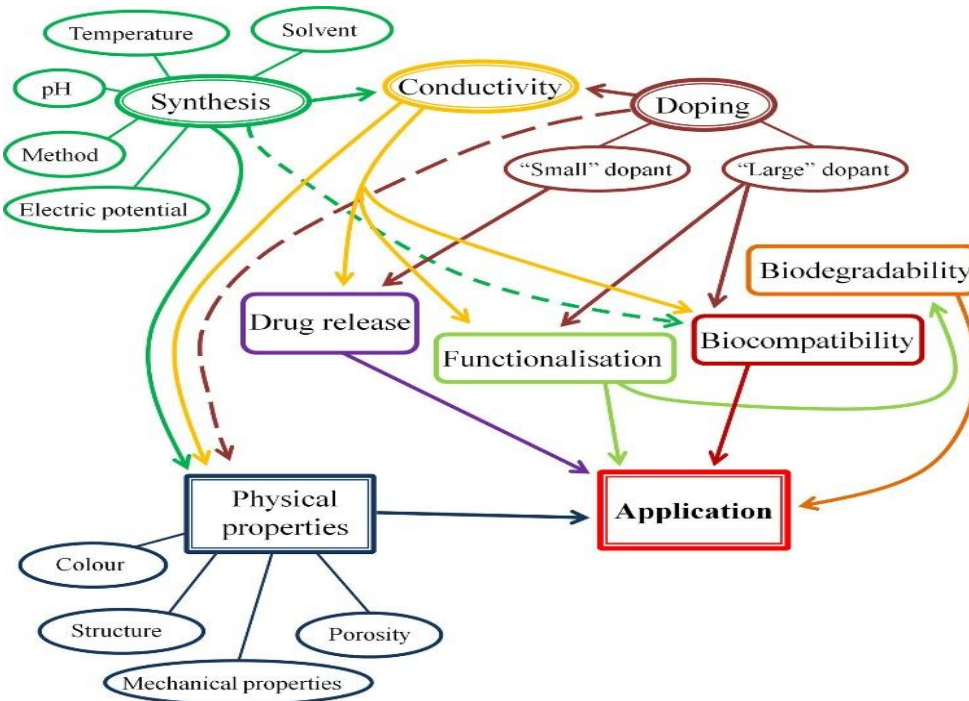 Temperature
Solvent
pH
Synthesis
Conductivity
Doping
Method
"Small" dopant
"Large" dopant
Electric potential
Biodegradability
Drug release
Functionalisation
Biocompatibility
Physical
properties
Application
Colour
Structure
Porosity
Mechanical properties